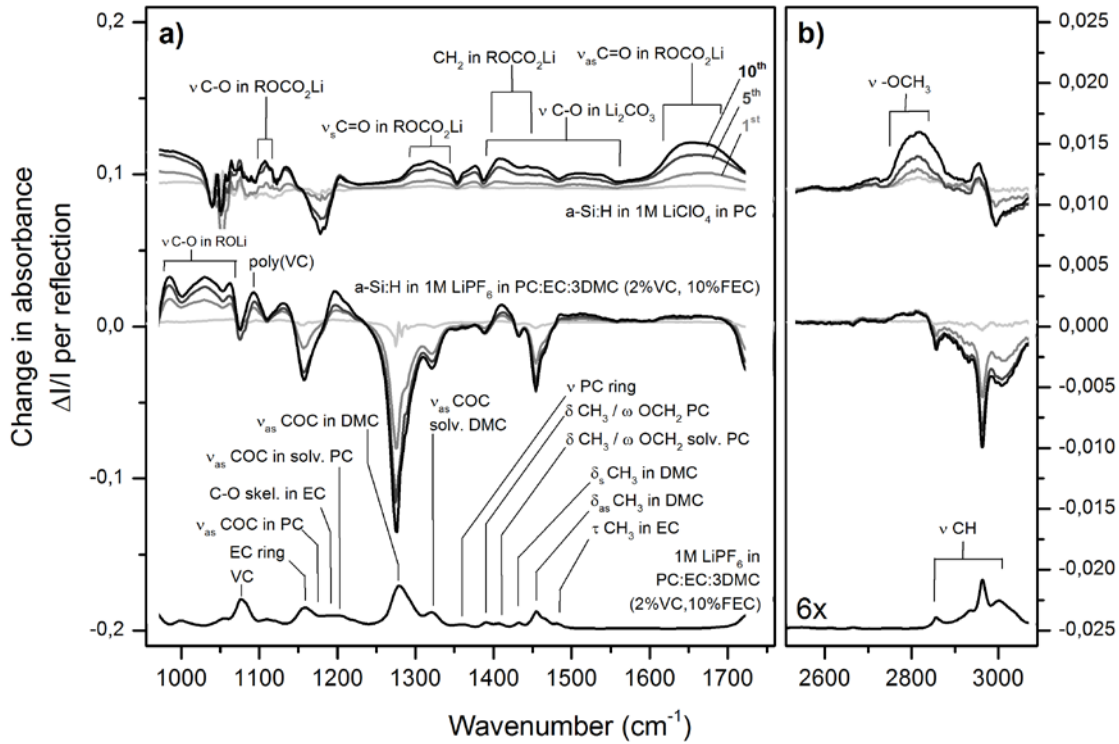 a)
b)
0,2
0,1
0,0
-0,1
-0,2
Change in absorbance
ΔI/I per reflection
ν C-O in ROCO₂Li
νₛC=O in ROCO₂Li
CH₂ in ROCO₂Li
ν C-O in Li₂CO₃
νₐₛC=O in ROCO₂Li
10ᵗʰ
5ᵗʰ
1ˢᵗ
a-Si:H in 1M LiClO₄ in PC
ν C-O in ROLi
poly(VC)
a-Si:H in 1M LiPF₆ in PC:EC:3DMC (2%VC, 10%FEC)
νₐₛ COC in DMC
νₐₛ COC
solv. DMC
νₐₛ COC in solv. PC
C-O skel. in EC
νₐₛ COC in PC
EC ring
VC
ν PC ring
δ CH₃ / ω OCH₂ PC
δ CH₃ / ω OCH₂ solv. PC
δₛ CH₃ in DMC
δₐₛ CH₃ in DMC
τ CH₃ in EC
1M LiPF₆ in
PC:EC:3DMC
(2%VC,10%FEC)
1000 1100 1200 1300 1400 1500 1600 1700
ν -OCH₃
ν CH
6x
2600 2800 3000
0,025
0,020
0,015
0,010
0,005
0,000
-0,005
-0,010
-0,015
-0,020
-0,025
Wavenumber (cm⁻¹)